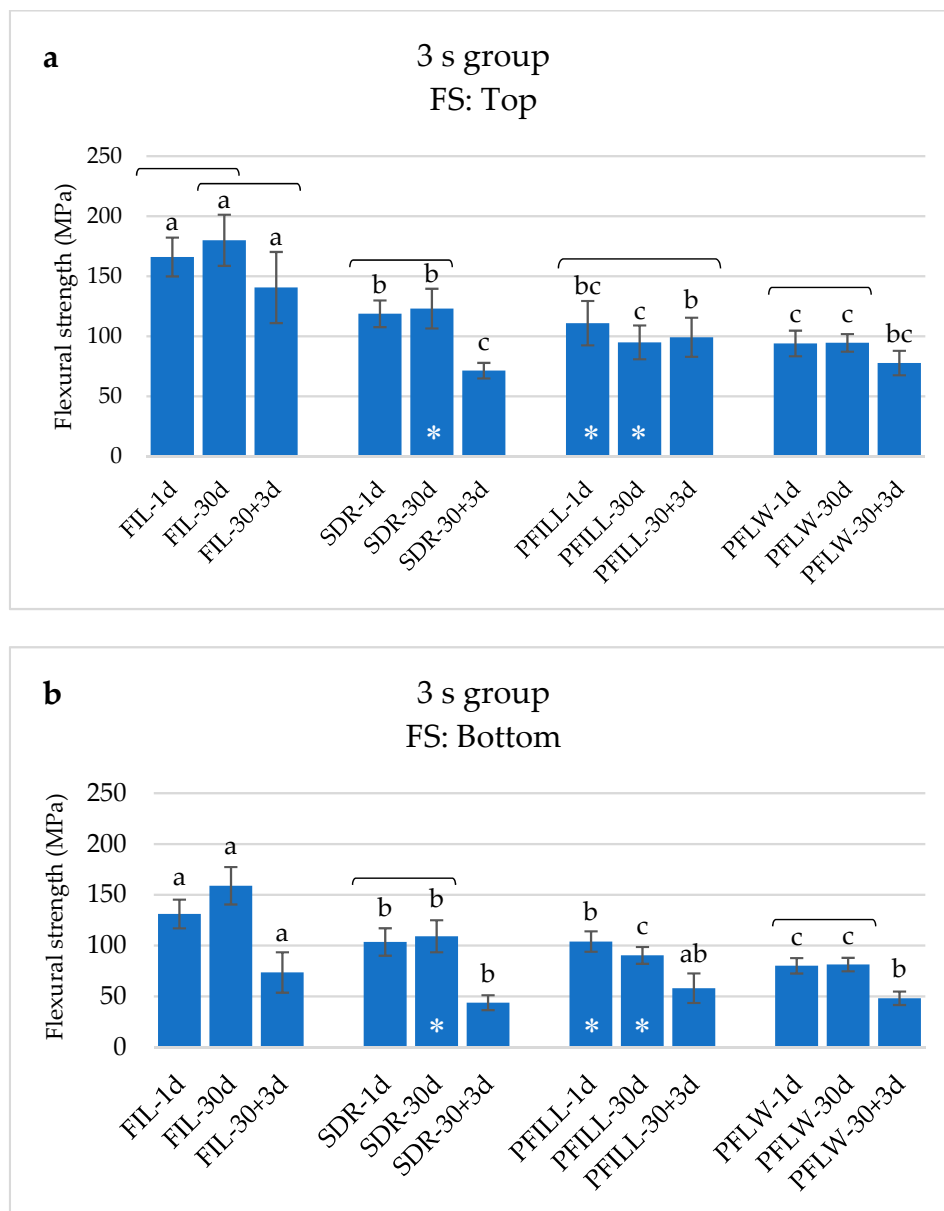 a
3 s group
FS: Top
Flexural strength (MPa)
250
200
150
100
50
0
a
a
a
b
b
c
bc
c
b
c
c
bc
*
*
*
FIL-1d
FIL-30d
FIL-30+3d
SDR-1d
SDR-30d
SDR-30+3d
PFILL-1d
PFILL-30d
PFILL-30+3d
PFLW-1d
PFLW-30d
PFLW-30+3d
b
3 s group
FS: Bottom
Flexural strength (MPa)
250
200
150
100
50
0
a
a
a
b
b
b
b
c
ab
c
c
b
*
*
*
FIL-1d
FIL-30d
FIL-30+3d
SDR-1d
SDR-30d
SDR-30+3d
PFILL-1d
PFILL-30d
PFILL-30+3d
PFLW-1d
PFLW-30d
PFLW-30+3d